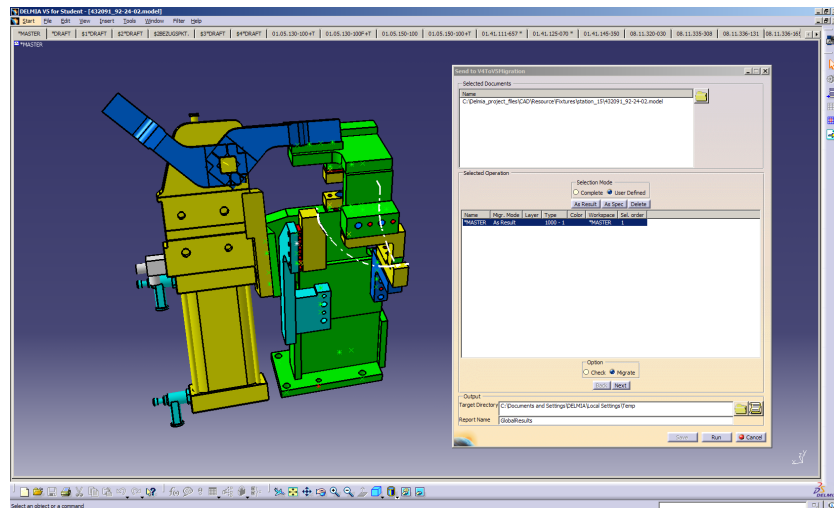 DELMIA V5 for Student - [432091_92-24-02.model]
Start File Edit View Insert Tools Window Filter Help
*MASTER *DRAFT $1*DRAFT $2*DRAFT $2BEZUGSPKT. $3*DRAFT $4*DRAFT 01.05.130-100+T 01.05.130-100F+T 01.05.150-100 01.05.150-100+T 01.41.111-657 * 01.41.125-070 * 01.41.145-350 08.11.320-030 08.11.335-308 08.11.336-131
*MASTER
Send to V4ToV5Migration
Selected Documents
Name
C:\Delmia_project_files\CAD\Resource\Fixtures\station_15\432091_92-24-02.model
Selected Operation
Selection Mode
Complete User Defined
As Result As Spec Delete
Name Migr. Mode Layer Type Color Workspace Sel. order
*MASTER As Result 1000 - 1 *MASTER 1
Option
Check Migrate
Back Next
Output
Target Directory C:\Documents and Settings\DELMIA\Local Settings\Temp
Report Name GlobalResults
Save Run Cancel
DELMIA
Select an object or a command